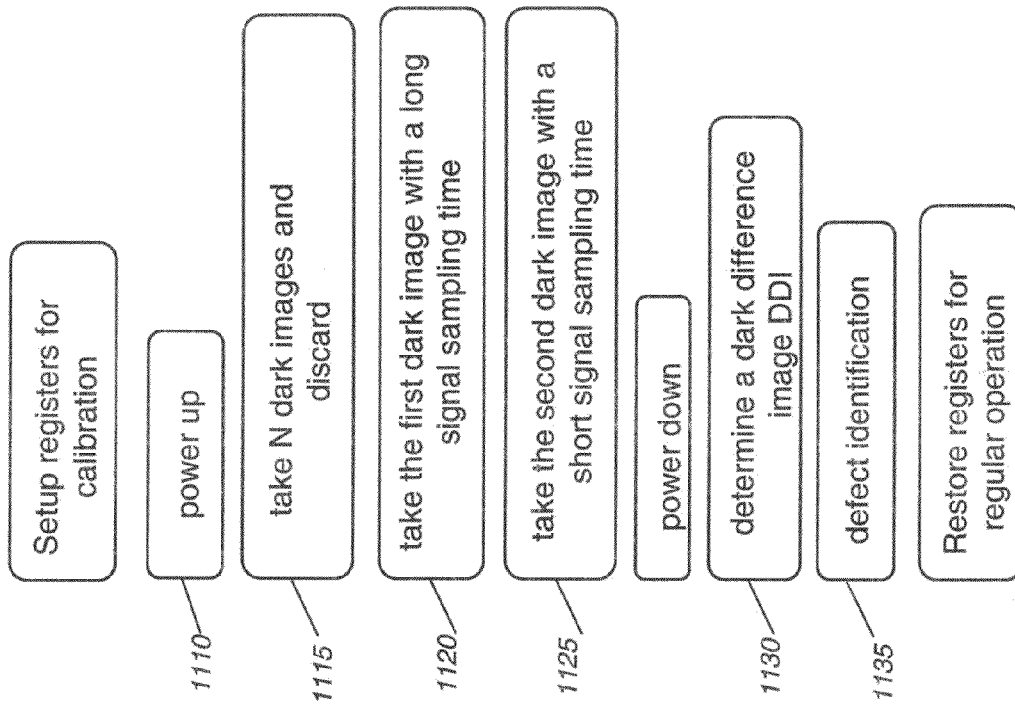 Setup registers for
calibration
power up
1110
take N dark images and
discard
1115
take the first dark image with a long
signal sampling time
1120
take the second dark image with a
short signal sampling time
1125
power down
determine a dark difference
image DDI
1130
defect identification
1135
Restore registers for
regular operation